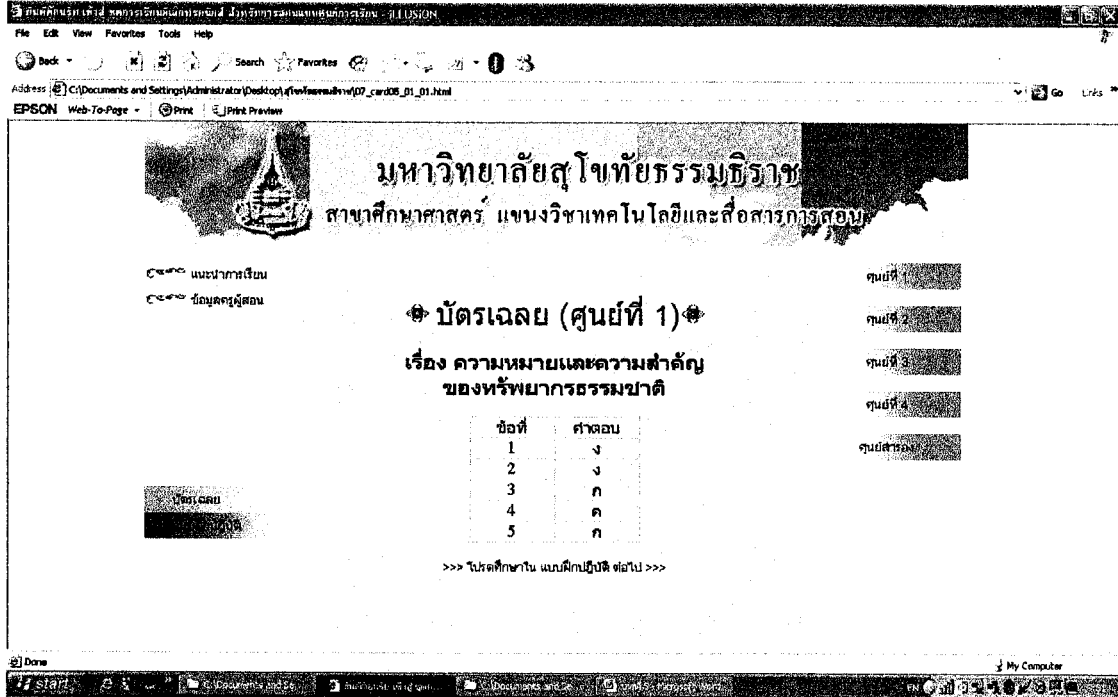 File Edit View Favorites Tools Help
Back Search Favorites
Address C:\Documents and Settings\Administrator\Desktop\ 07_card05_01_01.html Go Links
EPSON Web-To-Page Print Print Preview
มหาวิทยาลัยสุโขทัยธรรมธิราช
สาขาศึกษาศาสตร์ แขนงวิชาเทคโนโลยีและสื่อสารการสอน
แนะนำการเรียน
ข้อมูลครูผู้สอน
บัตรเฉลย (ศูนย์ที่ 1)
เรื่อง ความหมายและความสำคัญ
ของทรัพยากรธรรมชาติ
ข้อที่ คำตอบ
1 ง
2 ง
3 ก
4 ค
5 ก
>>> โปรดศึกษาใน แบบฝึกปฏิบัติ ต่อไป >>>
ศูนย์ที่ 1
ศูนย์ที่ 2
ศูนย์ที่ 3
ศูนย์ที่ 4
ศูนย์สำรอง
บัตรเฉลย
Done My Computer
start